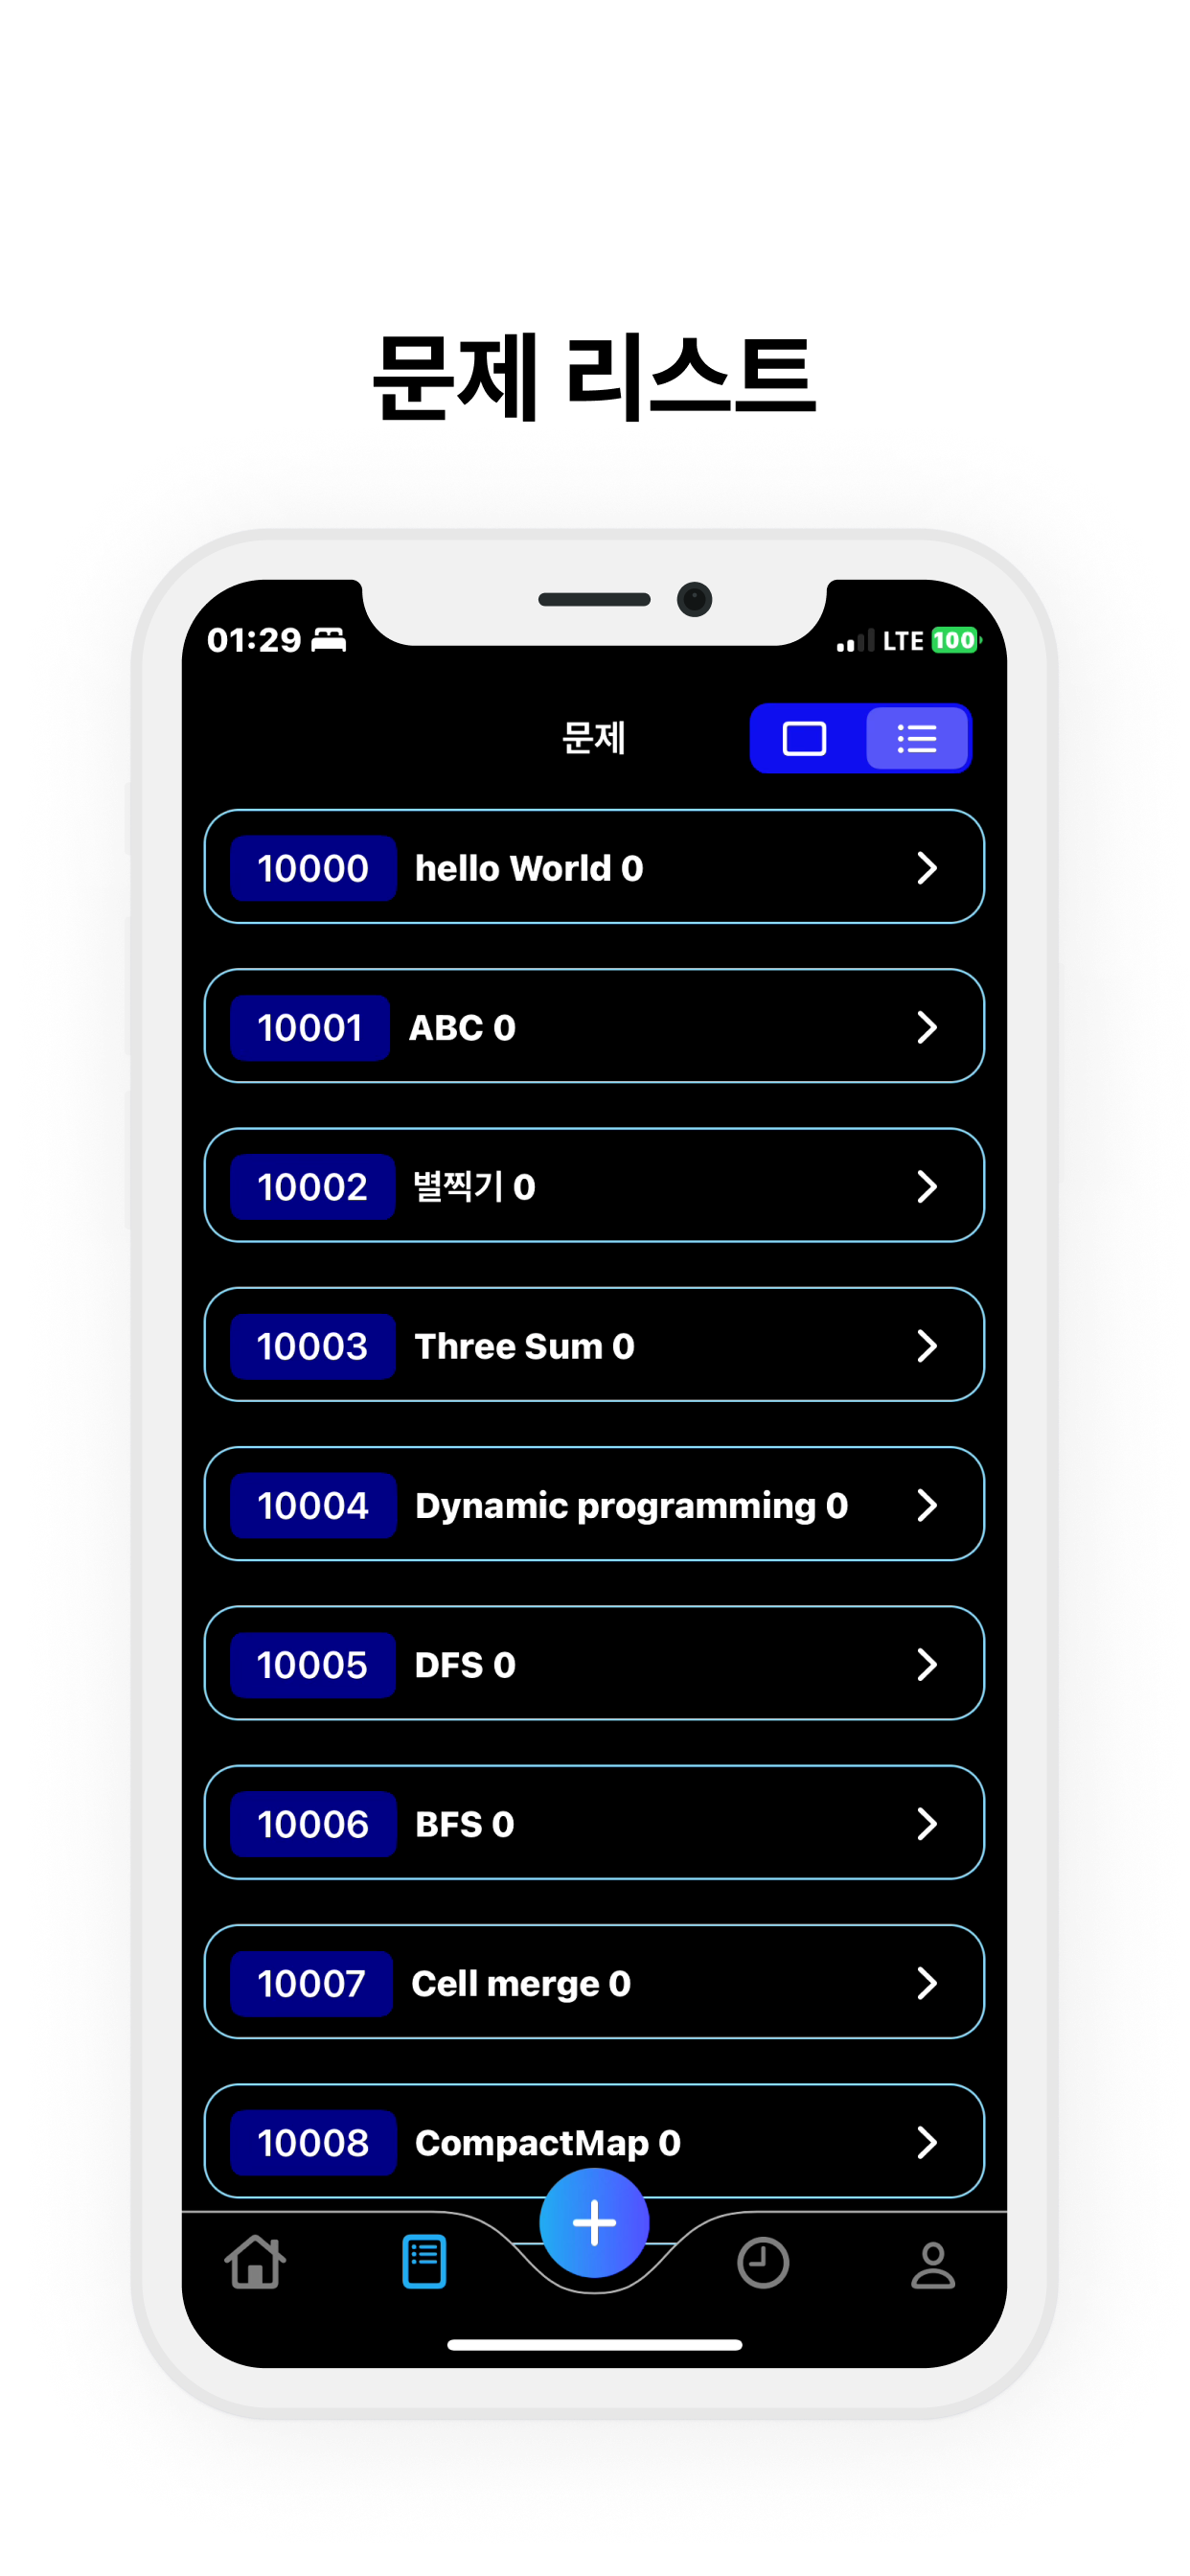 문제 리스트
01:29
LTE 100
문제
10000 hello World 0
10001 ABC 0
10002 별찍기 0
10003 Three Sum 0
10004 Dynamic programming 0
10005 DFS 0
10006 BFS 0
10007 Cell merge 0
10008 CompactMap 0